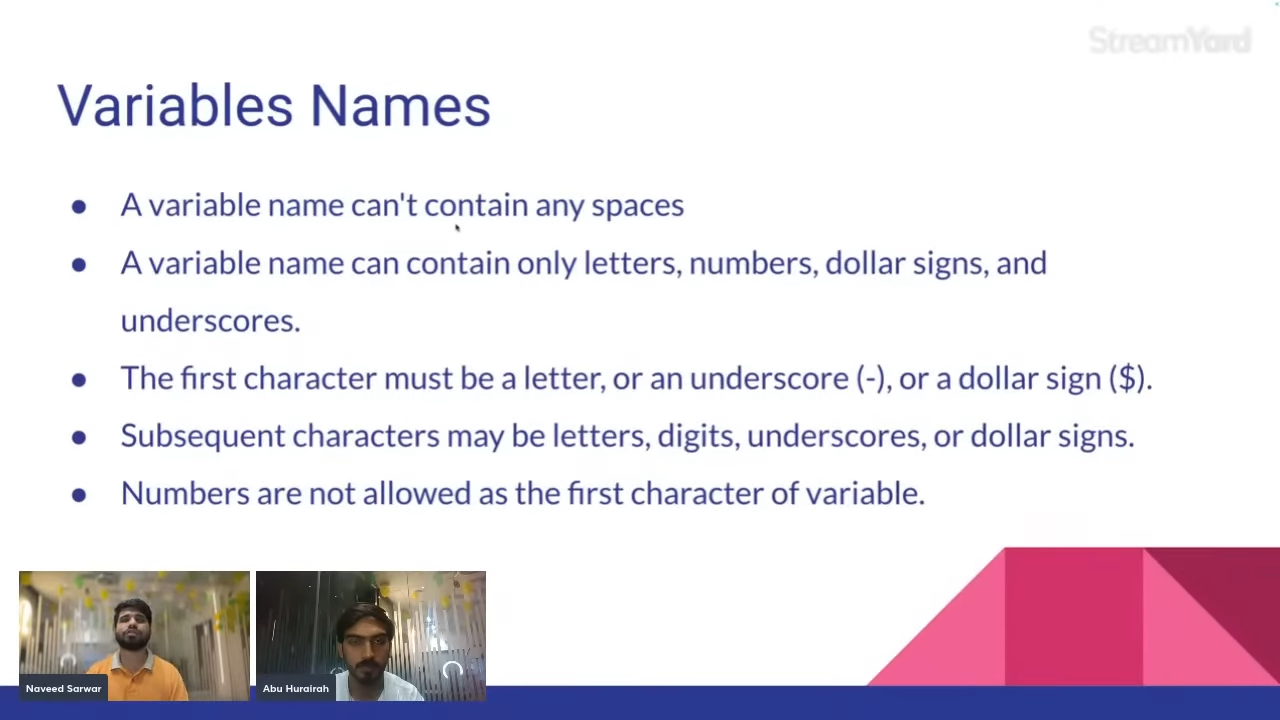 StreamYard
Variables Names
● A variable name can't contain any spaces
● A variable name can contain only letters, numbers, dollar signs, and
underscores.
● The first character must be a letter, or an underscore (-), or a dollar sign ($).
● Subsequent characters may be letters, digits, underscores, or dollar signs.
● Numbers are not allowed as the first character of variable.
Naveed Sarwar
Abu Hurairah